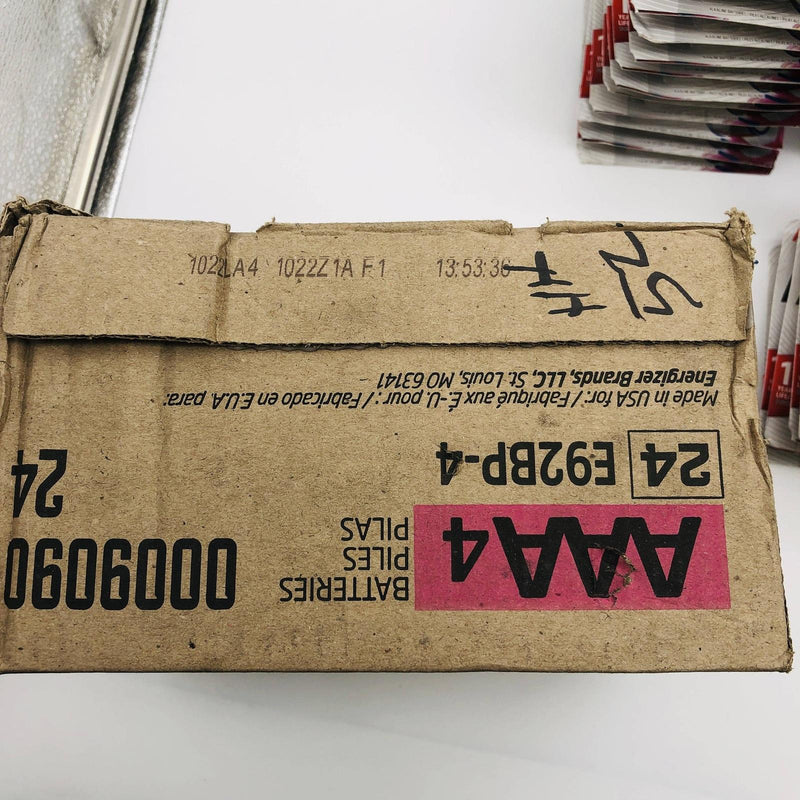 1022LA4 1022Z1A F1 13:53:36
AAA4
BATTERIES
PILES
PILAS
0009090
24 E92BP-4
24
Made in USA for: / Fabriqué aux É.-U. pour : / Fabricado en E.U.A. para:
Energizer Brands, LLC, St. Louis, MO 63141